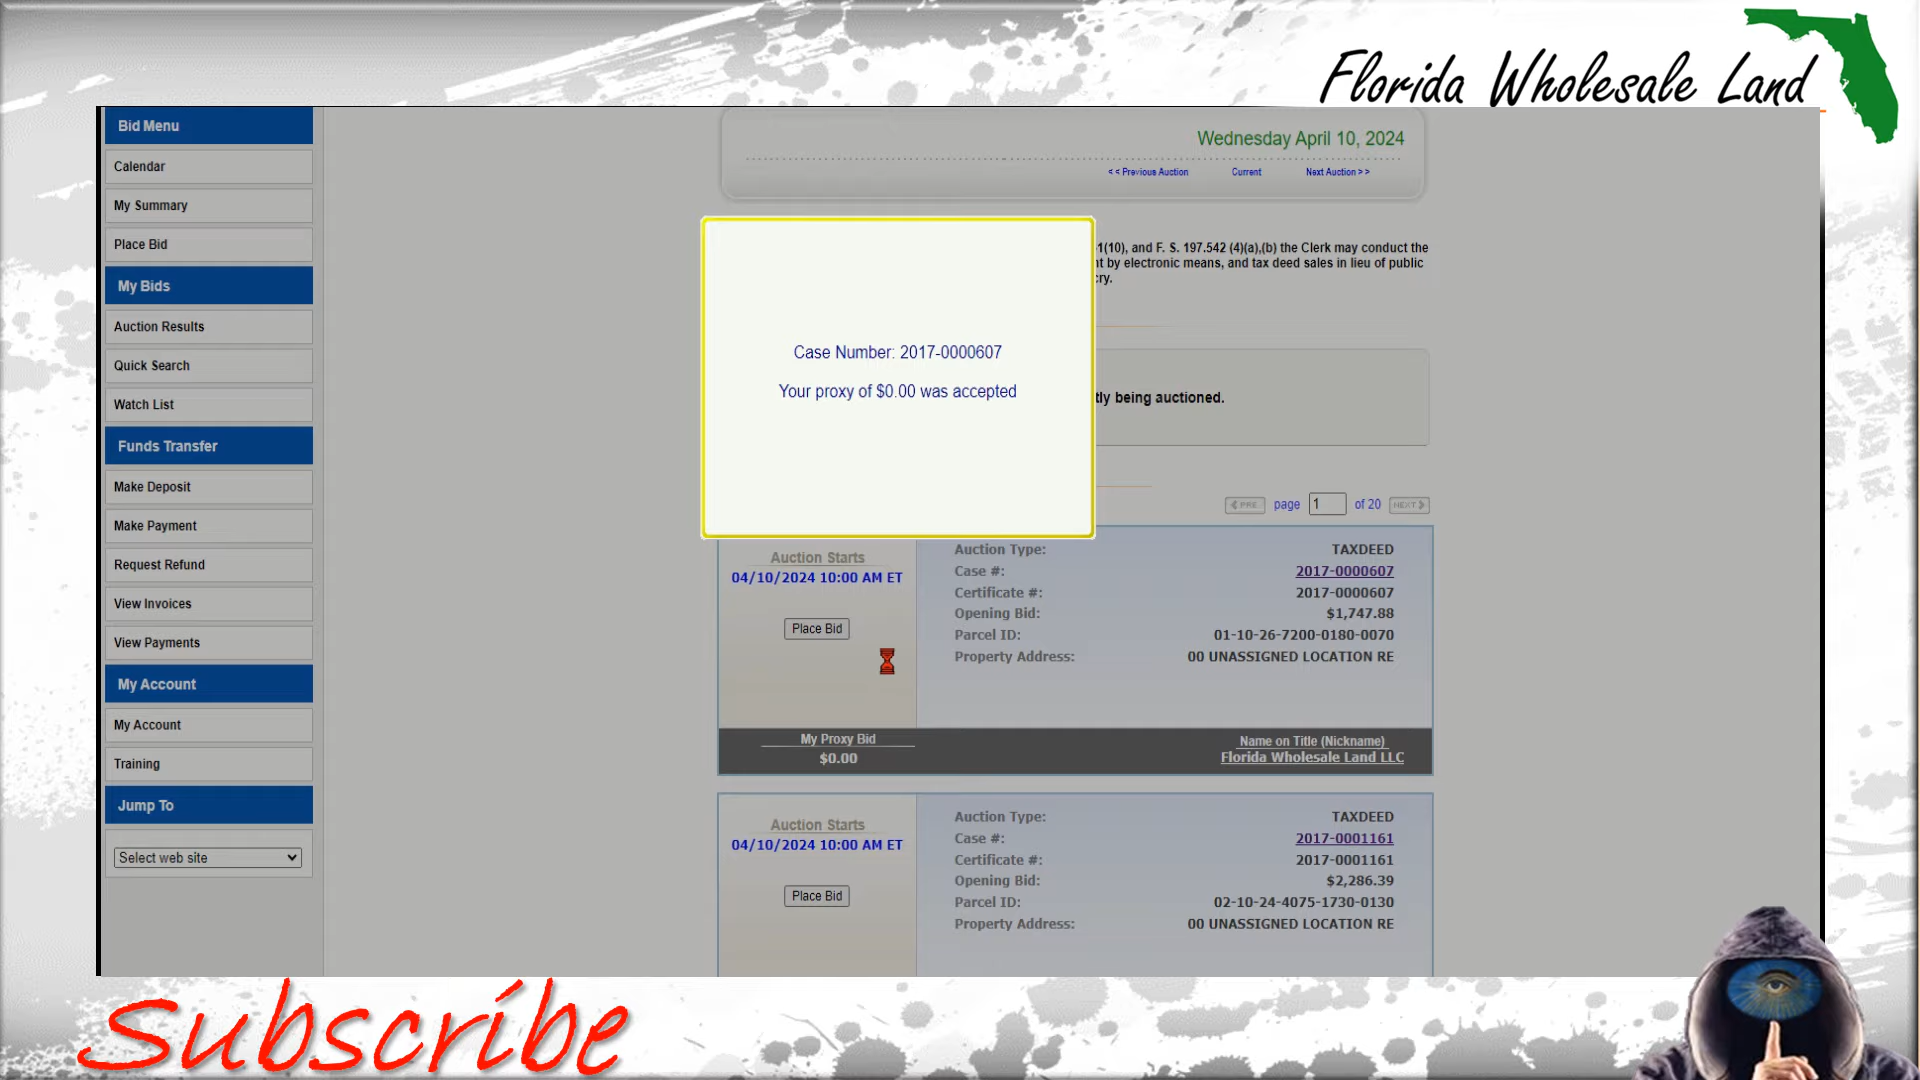 Florida Wholesale Land
Bid Menu
Calendar
My Summary
Place Bid
My Bids
Auction Results
Quick Search
Watch List
Funds Transfer
Make Deposit
Make Payment
Request Refund
View Invoices
View Payments
My Account
My Account
Training
Jump To
Select web site
Wednesday April 10, 2024
< < Previous Auction Current Next Auction > >
1(10), and F. S. 197.542 (4)(a),(b) the Clerk may conduct the
t by electronic means, and tax deed sales in lieu of public
cry.
Case Number: 2017-0000607
Your proxy of $0.00 was accepted
tly being auctioned.
PRE page 1 of 20 NEXT
Auction Starts
04/10/2024 10:00 AM ET
Place Bid
Auction Type: TAXDEED
Case #: 2017-0000607
Certificate #: 2017-0000607
Opening Bid: $1,747.88
Parcel ID: 01-10-26-7200-0180-0070
Property Address: 00 UNASSIGNED LOCATION RE
My Proxy Bid
$0.00
Name on Title (Nickname)
Florida Wholesale Land LLC
Auction Starts
04/10/2024 10:00 AM ET
Place Bid
Auction Type: TAXDEED
Case #: 2017-0001161
Certificate #: 2017-0001161
Opening Bid: $2,286.39
Parcel ID: 02-10-24-4075-1730-0130
Property Address: 00 UNASSIGNED LOCATION RE
Subscribe